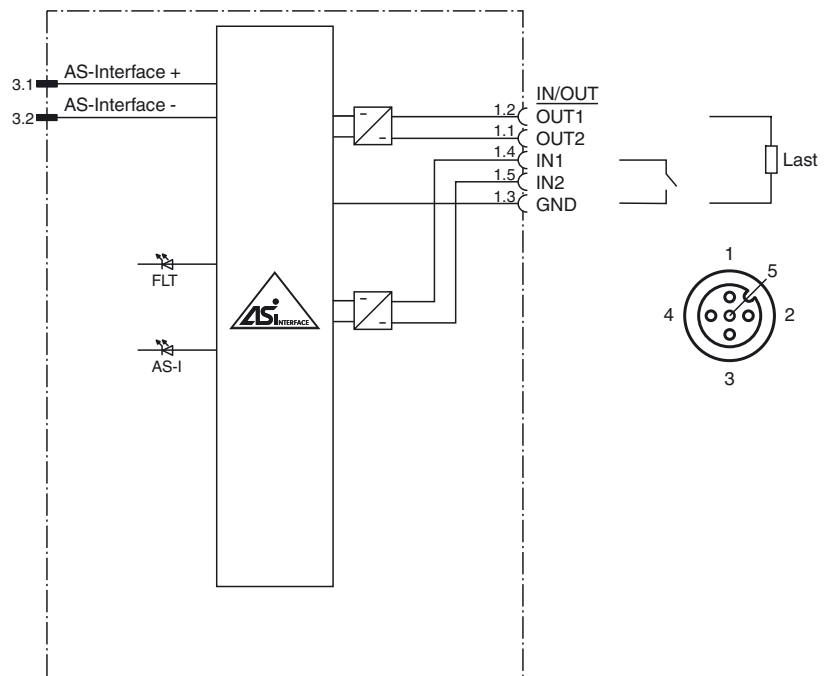 3.1 AS-Interface +
3.2 AS-Interface -
IN/OUT
1.2 OUT1
1.1 OUT2
1.4 IN1
1.5 IN2
1.3 GND
Last
FLT
ASi INTERFACE
AS-I
1
5
4
2
3